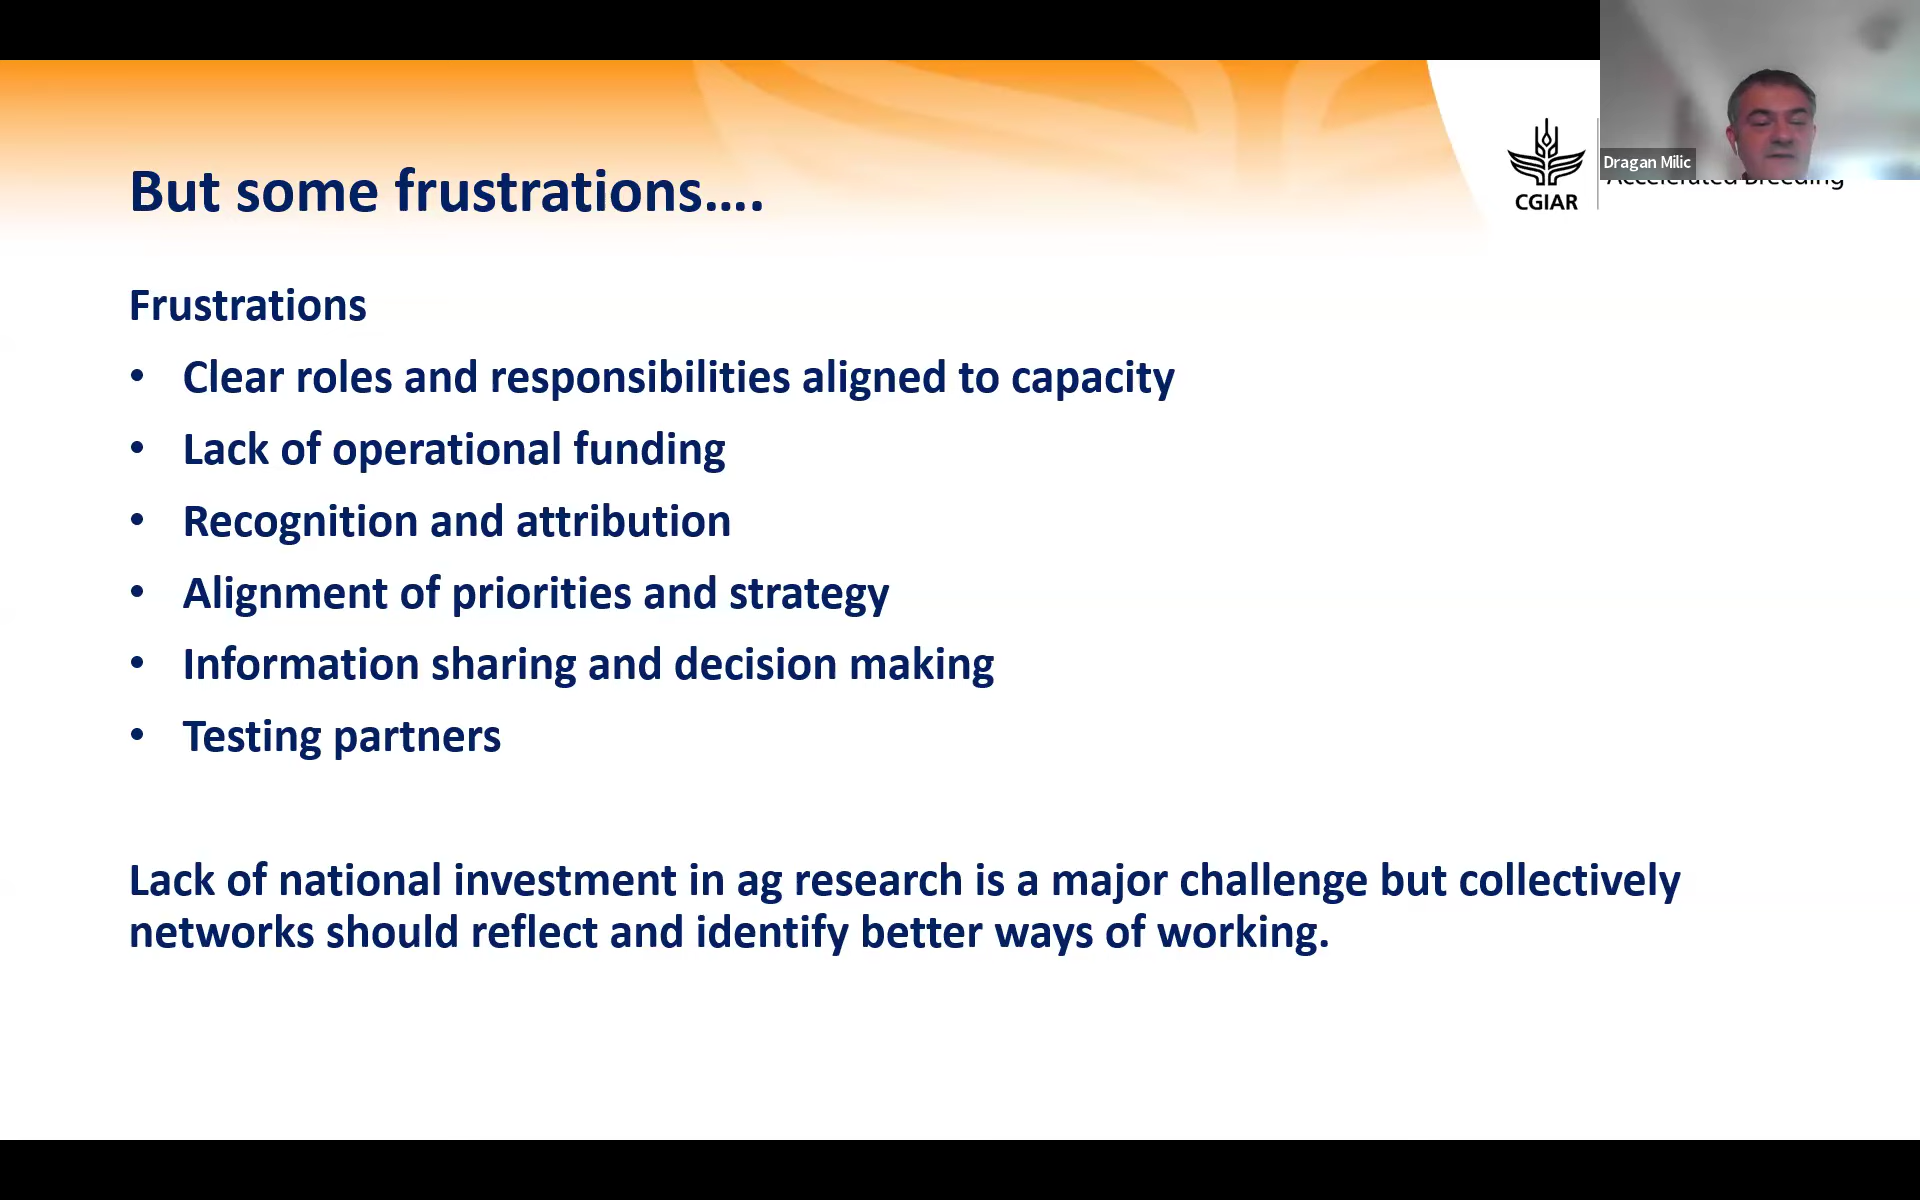 But some frustrations....
CGIAR
Accelerated Breeding
Dragan Milic
Frustrations
• Clear roles and responsibilities aligned to capacity
• Lack of operational funding
• Recognition and attribution
• Alignment of priorities and strategy
• Information sharing and decision making
• Testing partners
Lack of national investment in ag research is a major challenge but collectively
networks should reflect and identify better ways of working.